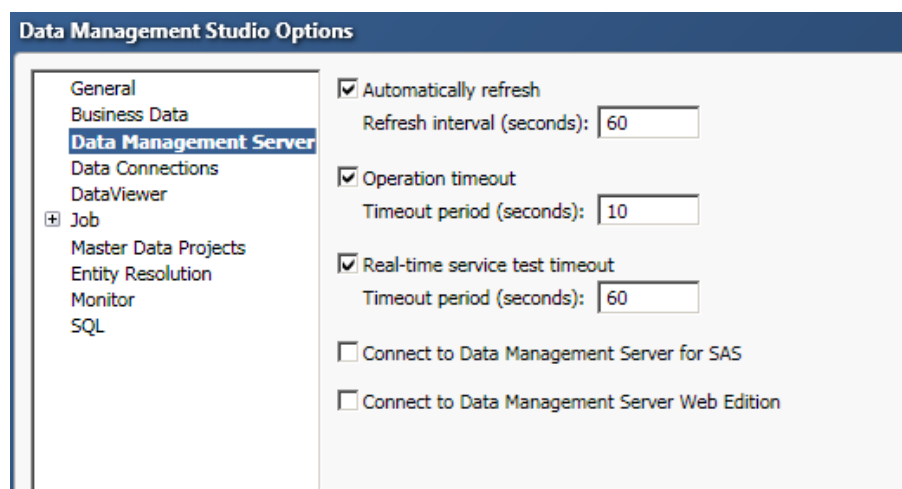 Data Management Studio Options
General
Business Data
Data Management Server
Data Connections
DataViewer
Job
Master Data Projects
Entity Resolution
Monitor
SQL
Automatically refresh
Refresh interval (seconds): 60
Operation timeout
Timeout period (seconds): 10
Real-time service test timeout
Timeout period (seconds): 60
Connect to Data Management Server for SAS
Connect to Data Management Server Web Edition